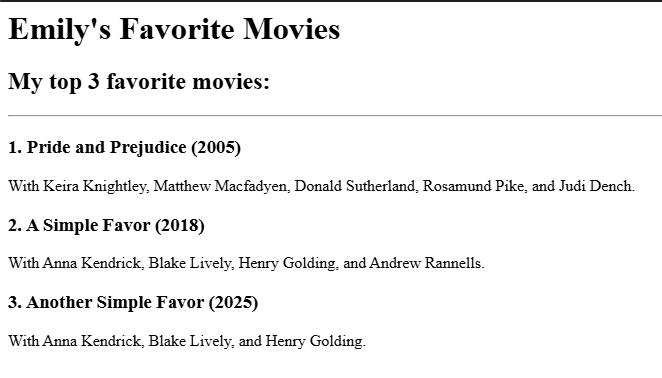 Emily's Favorite Movies
My top 3 favorite movies:
1. Pride and Prejudice (2005)
With Keira Knightley, Matthew Macfadyen, Donald Sutherland, Rosamund Pike, and Judi Dench.
2. A Simple Favor (2018)
With Anna Kendrick, Blake Lively, Henry Golding, and Andrew Rannells.
3. Another Simple Favor (2025)
With Anna Kendrick, Blake Lively, and Henry Golding.